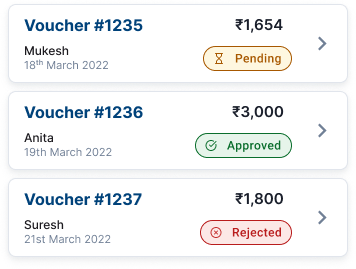 Voucher #1235
₹1,654
Mukesh
18th March 2022
Pending
Voucher #1236
₹3,000
Anita
19th March 2022
Approved
Voucher #1237
₹1,800
Suresh
21st March 2022
Rejected